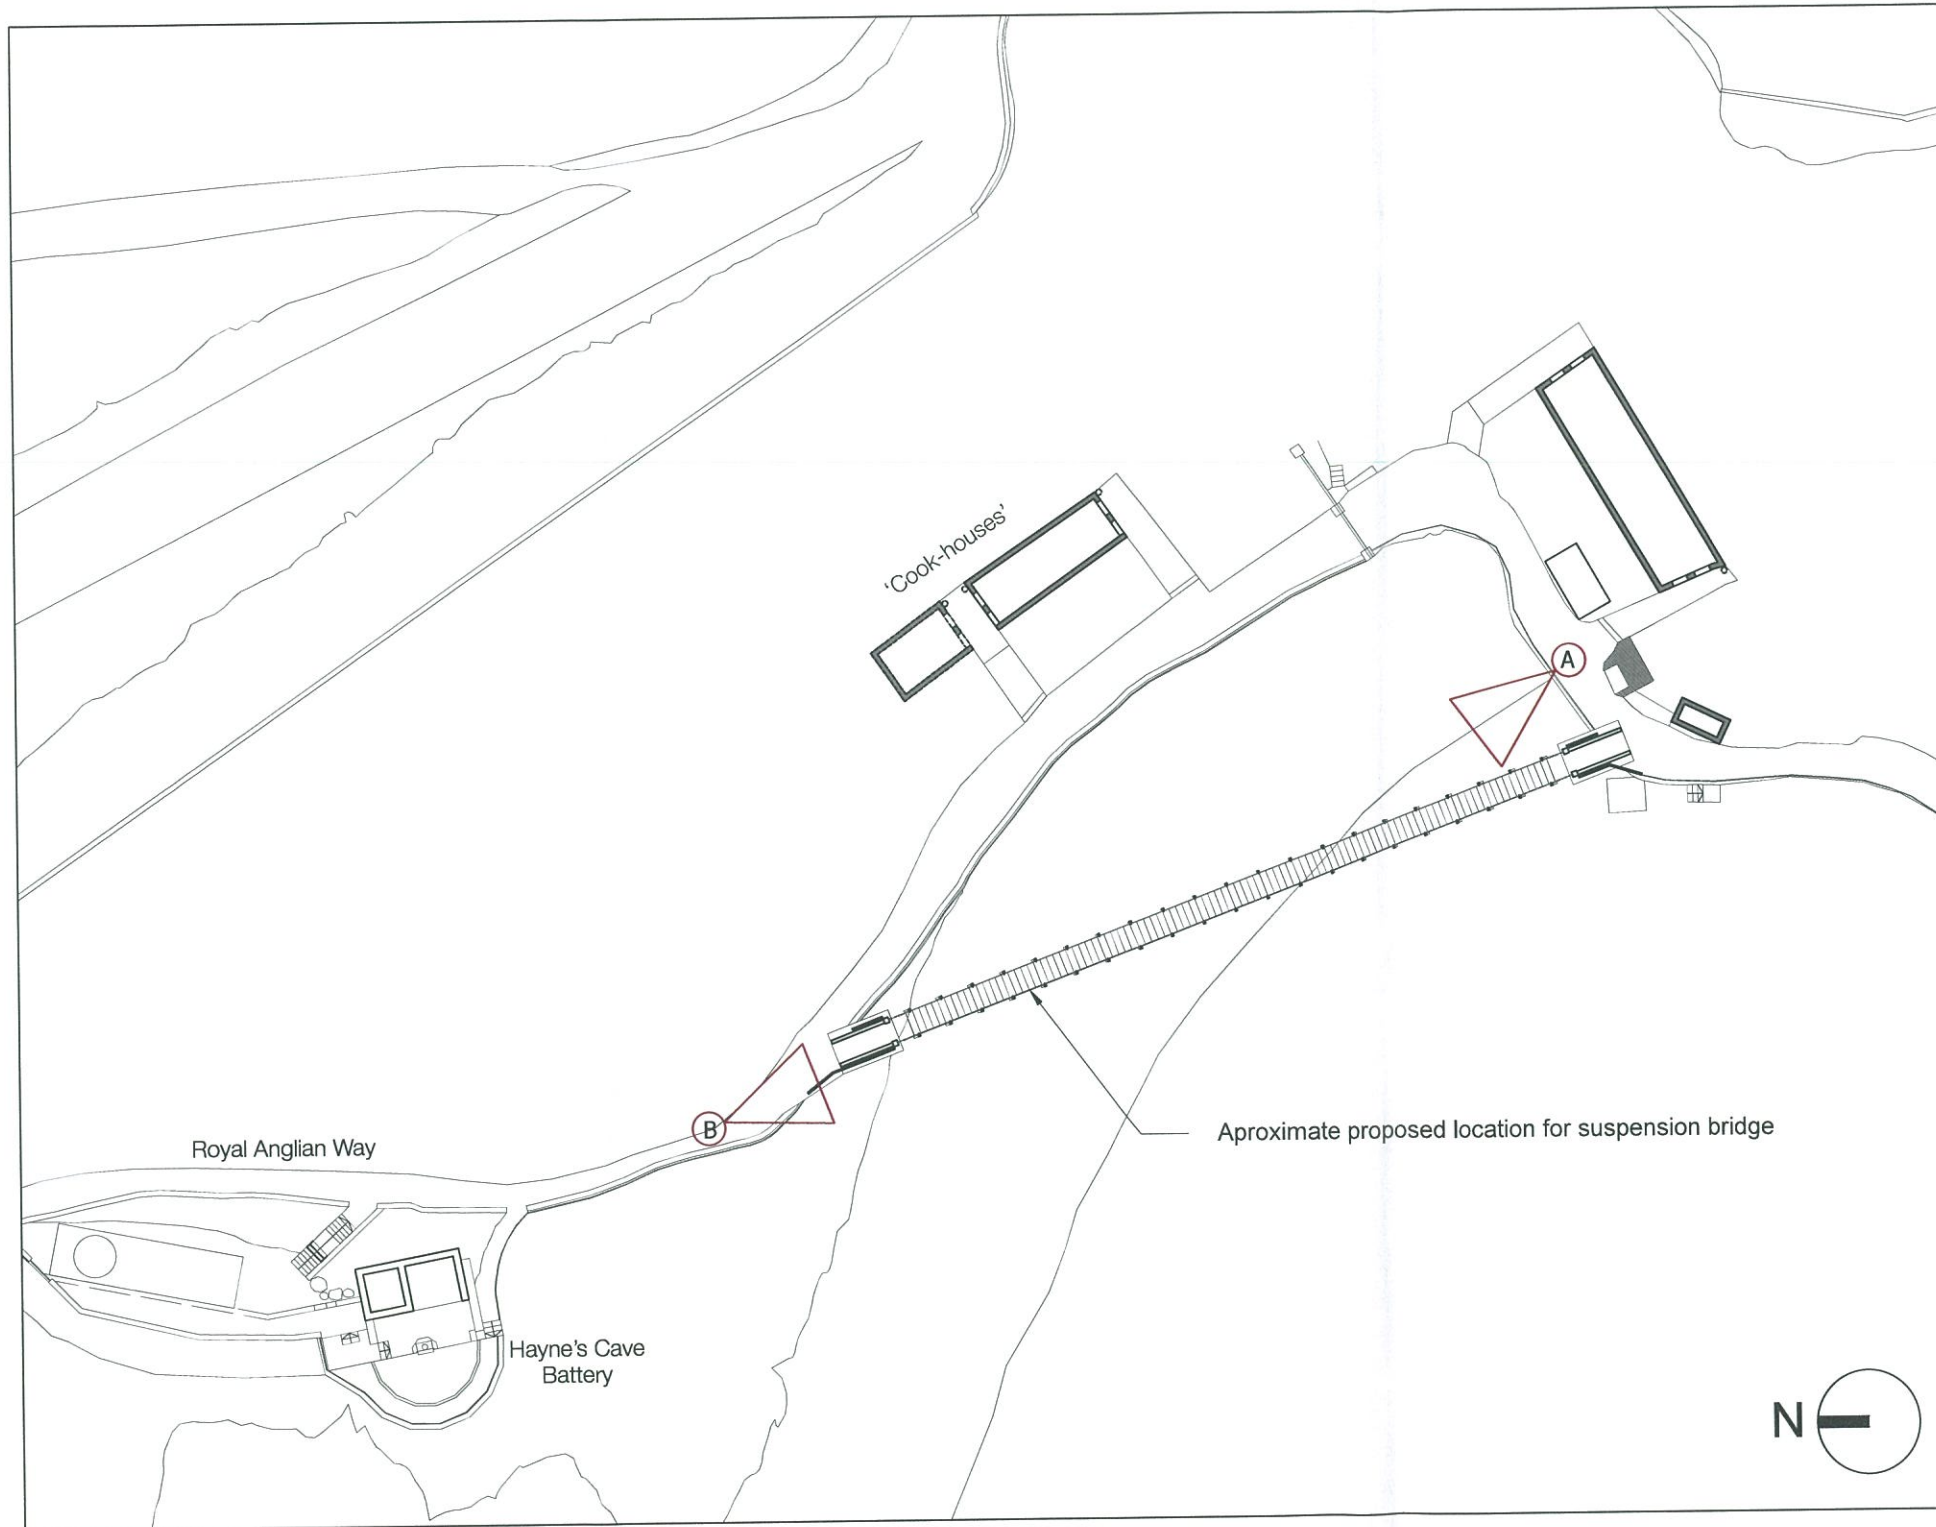 'Cook-houses'
A
B
Aproximate proposed location for suspension bridge
Royal Anglian Way
Hayne's Cave
Battery
N